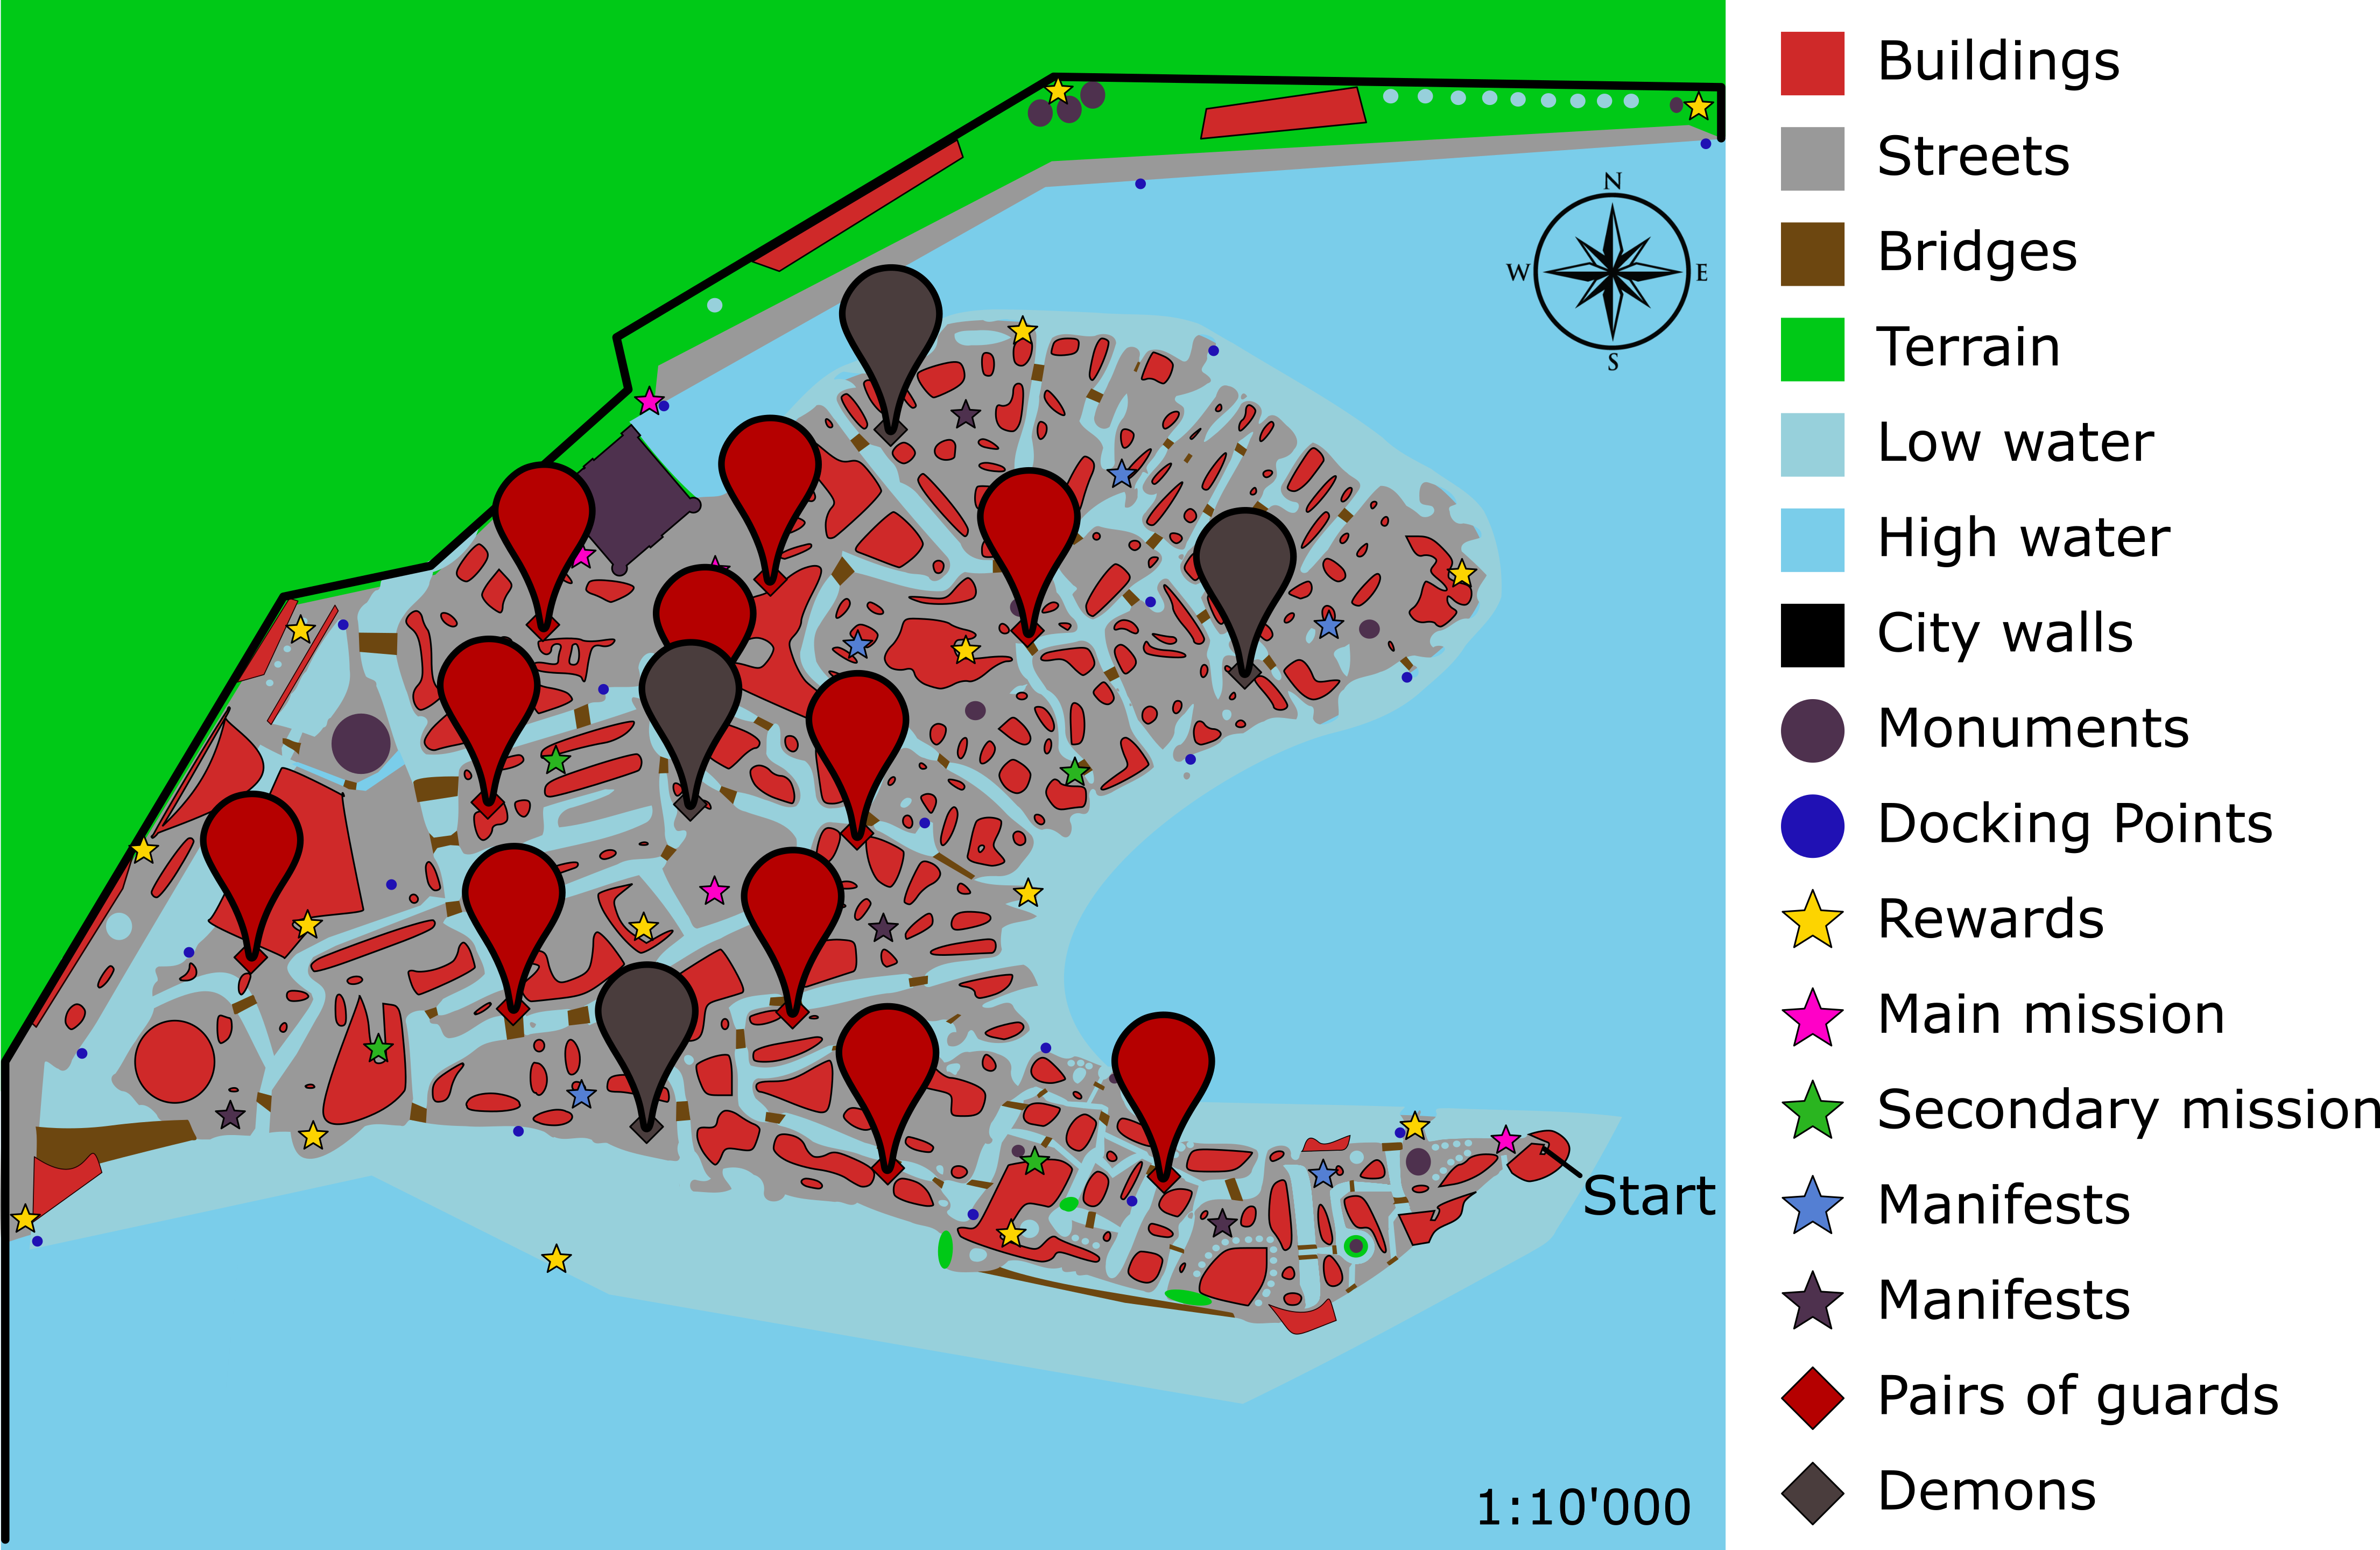 N
W
E
S
Start
1:10'000
Buildings
Streets
Bridges
Terrain
Low water
High water
City walls
Monuments
Docking Points
Rewards
Main mission
Secondary mission
Manifests
Manifests
Pairs of guards
Demons